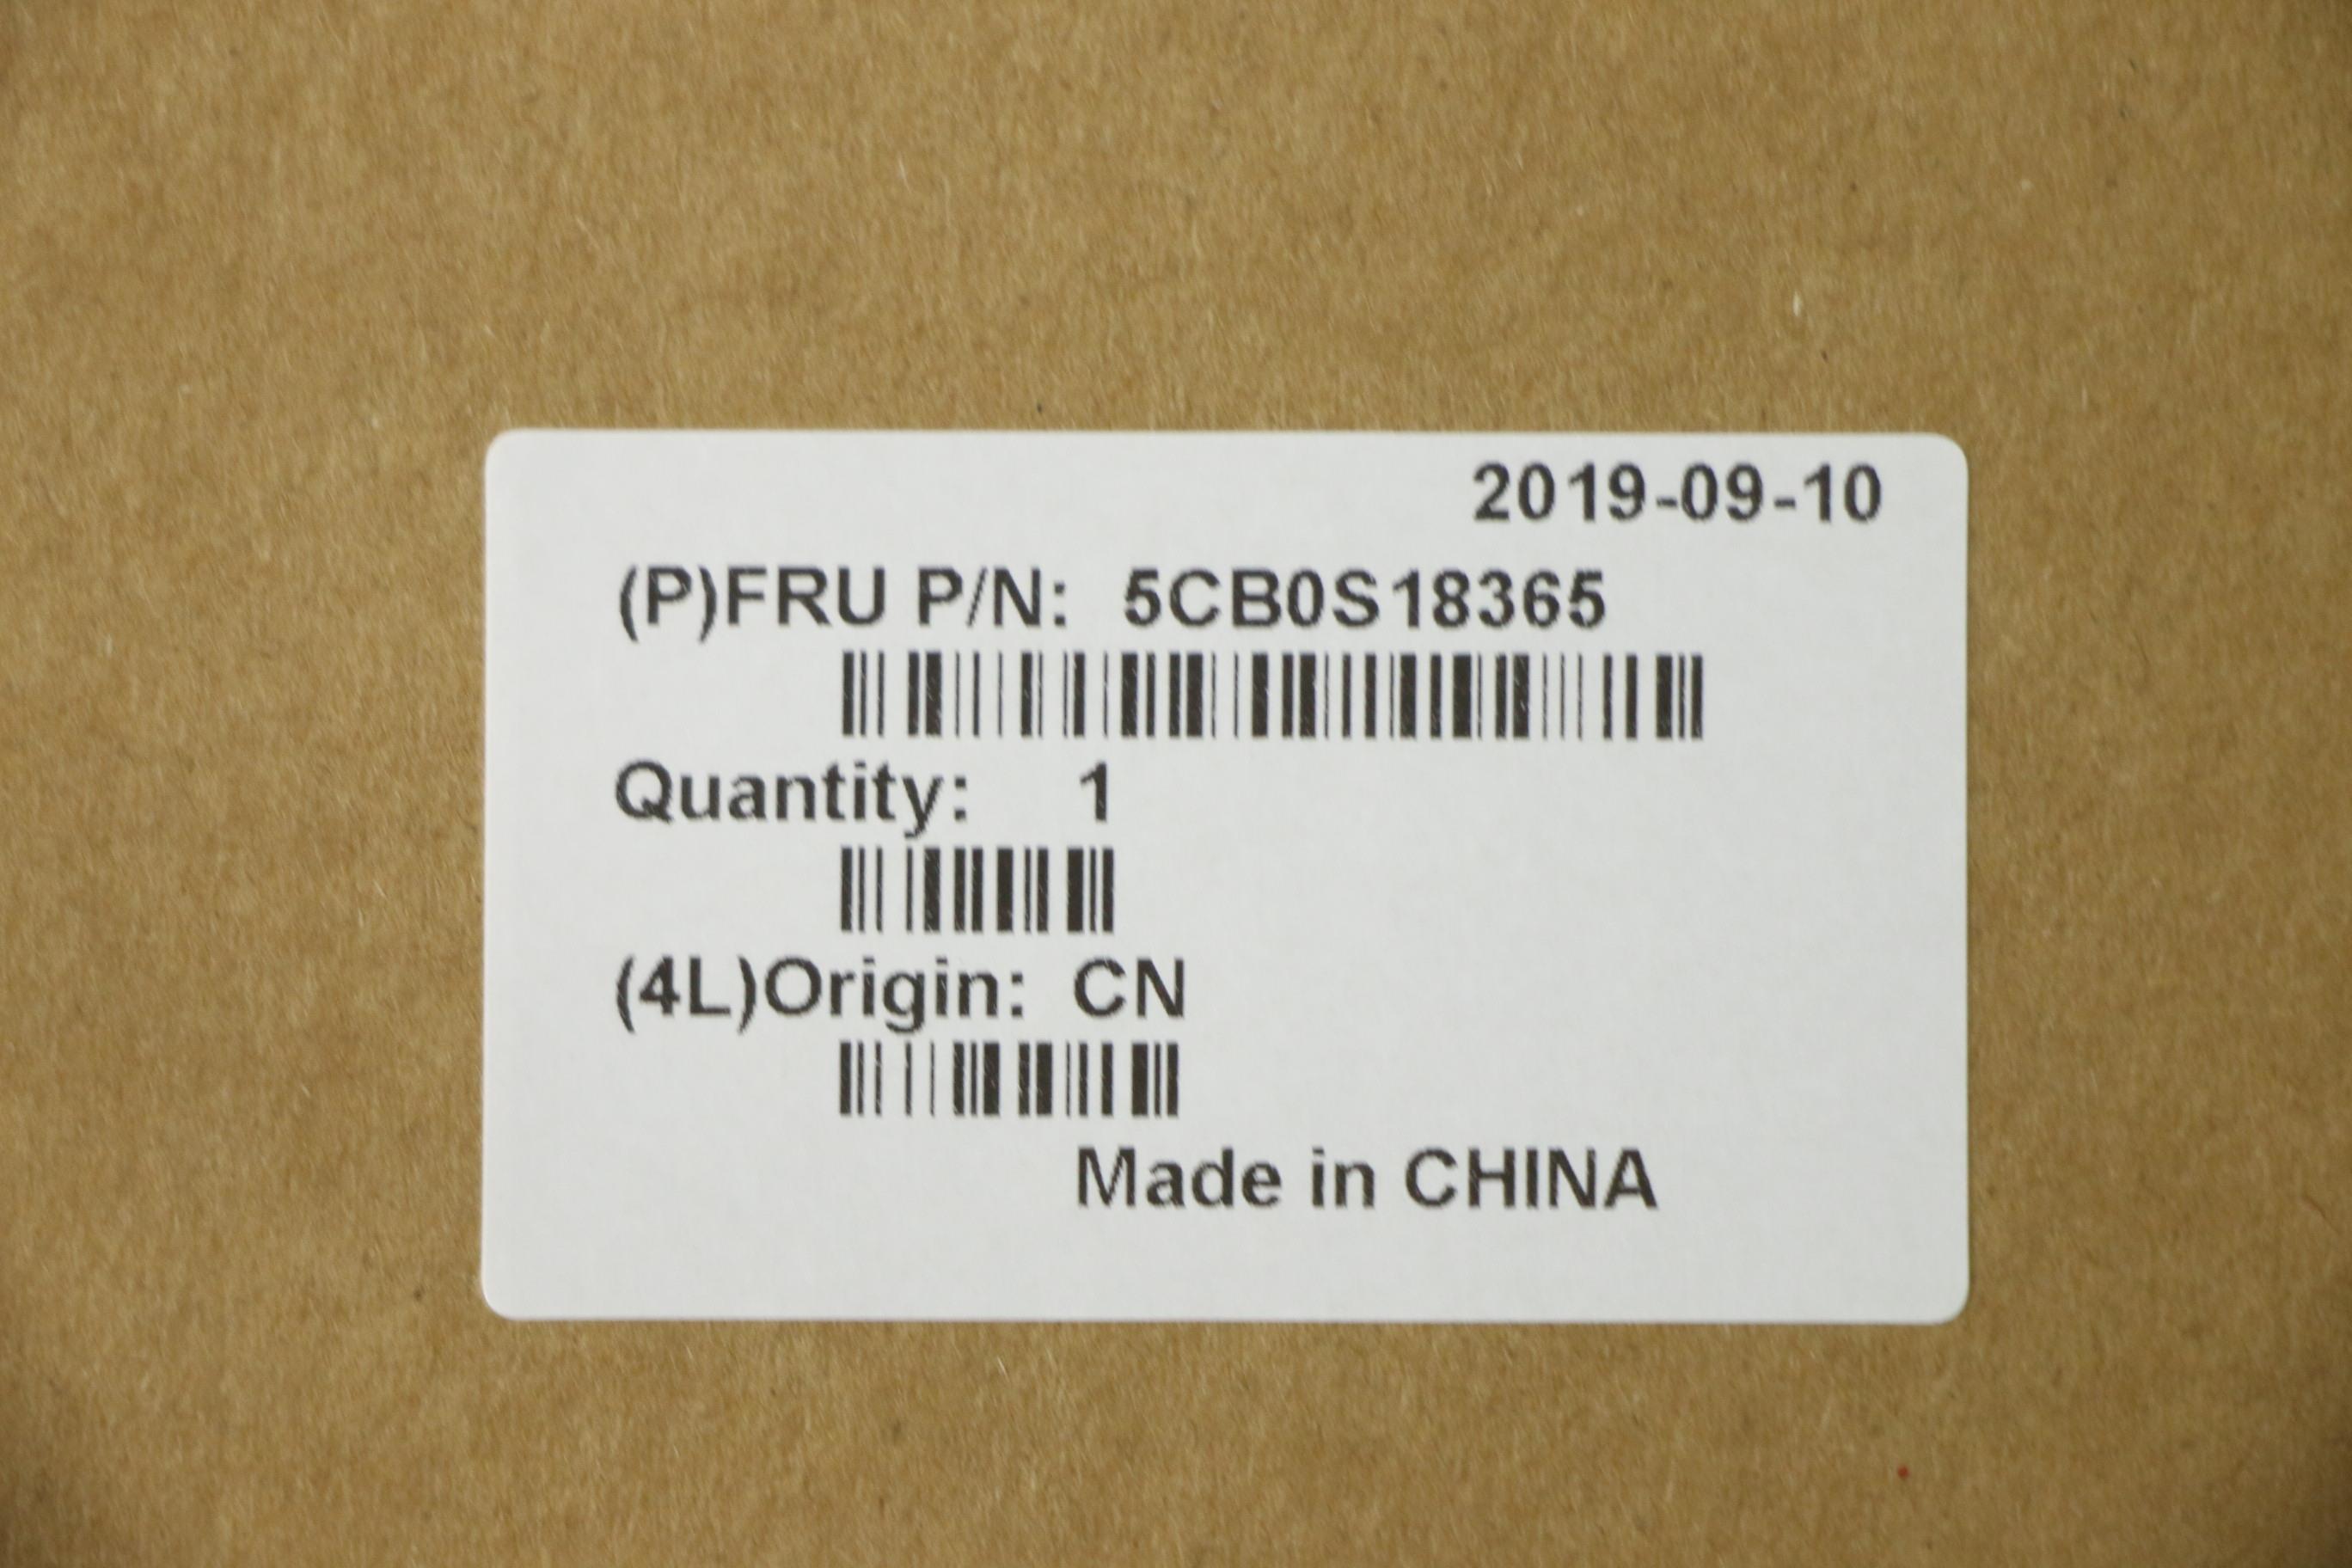 2019-09-10
(P)FRU P/N: 5CB0S18365
Quantity: 1
(4L)Origin: CN
Made in CHINA